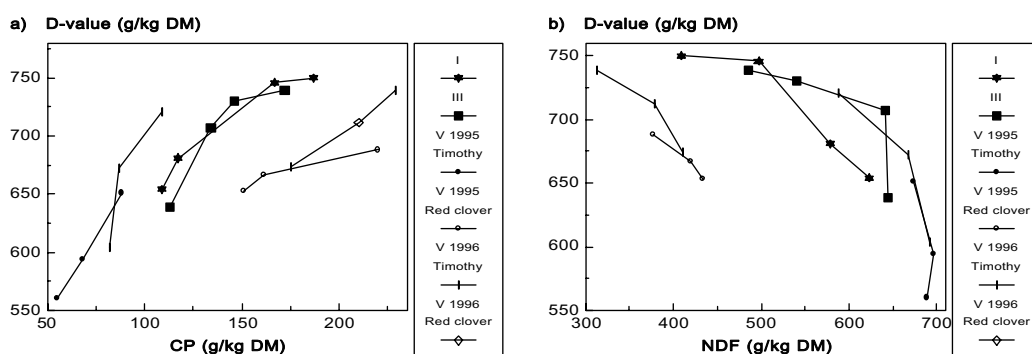 a) D-value (g/kg DM)
750
700
650
600
550
50
100
150
200
CP (g/kg DM)
I
III
V 1995
Timothy
V 1995
Red clover
V 1996
Timothy
V 1996
Red clover
b) D-value (g/kg DM)
750
700
650
600
550
300
400
500
600
700
NDF (g/kg DM)
I
III
V 1995
Timothy
V 1995
Red clover
V 1996
Timothy
V 1996
Red clover